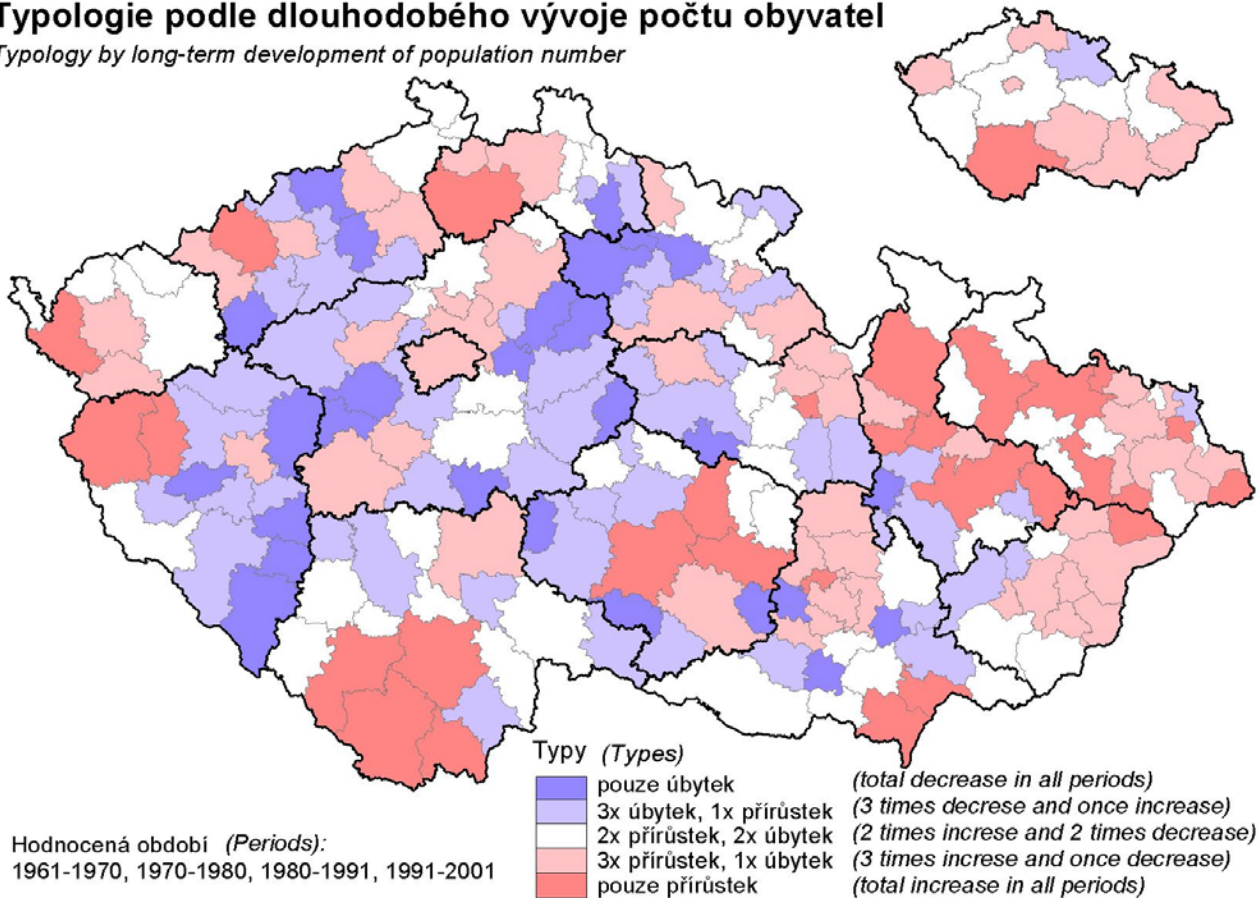 Typologie podle dlouhodobého vývoje počtu obyvatel
Typology by long-term development of population number
Typy (Types)
pouze úbytek (total decrease in all periods)
3x úbytek, 1x přírůstek (3 times decrese and once increase)
2x přírůstek, 2x úbytek (2 times increse and 2 times decrease)
3x přírůstek, 1x úbytek (3 times increse and once decrease)
pouze přírůstek (total increase in all periods)
Hodnocená období (Periods):
1961-1970, 1970-1980, 1980-1991, 1991-2001